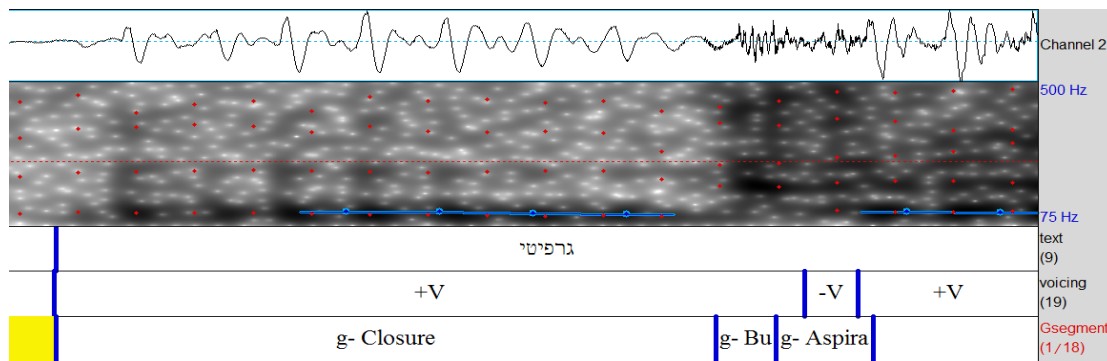 Channel 2
500 Hz
75 Hz
גרפיטי
text
(9)
+V
-V
+V
voicing
(19)
g- Closure
g- Bu
g- Aspira
Gsegment
(1/18)